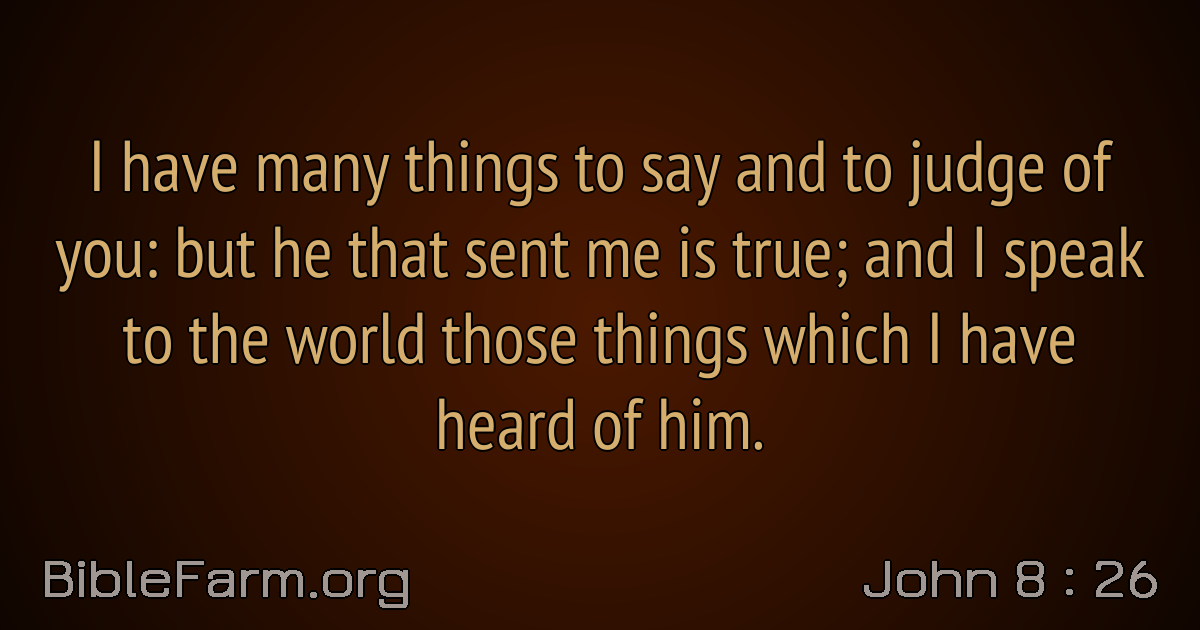 I have many things to say and to judge of
you: but he that sent me is true; and I speak
to the world those things which I have
heard of him.
BibleFarm.org
John 8 : 26